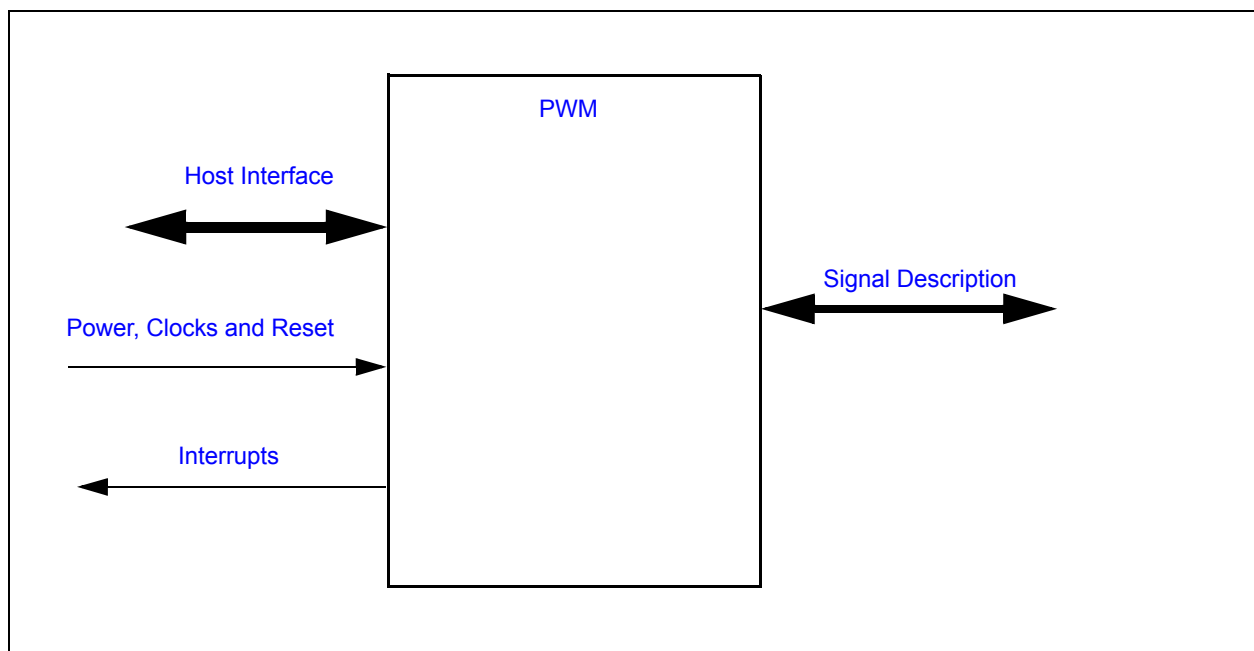 PWM
Host Interface
Signal Description
Power, Clocks and Reset
Interrupts